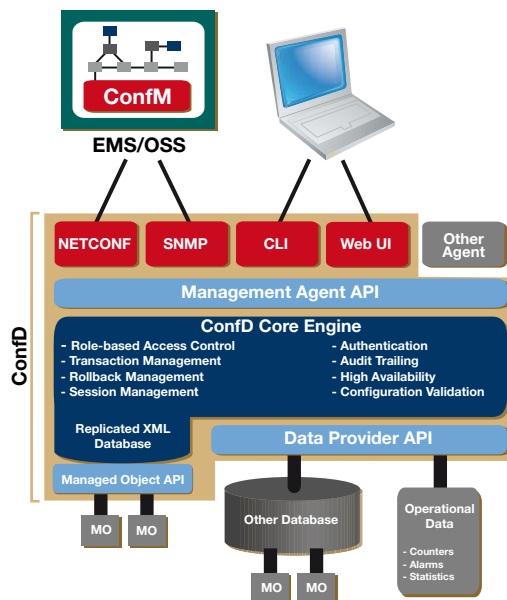 ConfM
EMS/OSS
NETCONF
SNMP
CLI
Web UI
Other
Agent
Management Agent API
ConfD
ConfD Core Engine
- Role-based Access Control
- Transaction Management
- Rollback Management
- Session Management
- Authentication
- Audit Trailing
- High Availability
- Configuration Validation
Replicated XML
Database
Data Provider API
Managed Object API
MO
MO
Other Database
MO
MO
Operational
Data
- Counters
- Alarms
- Statistics